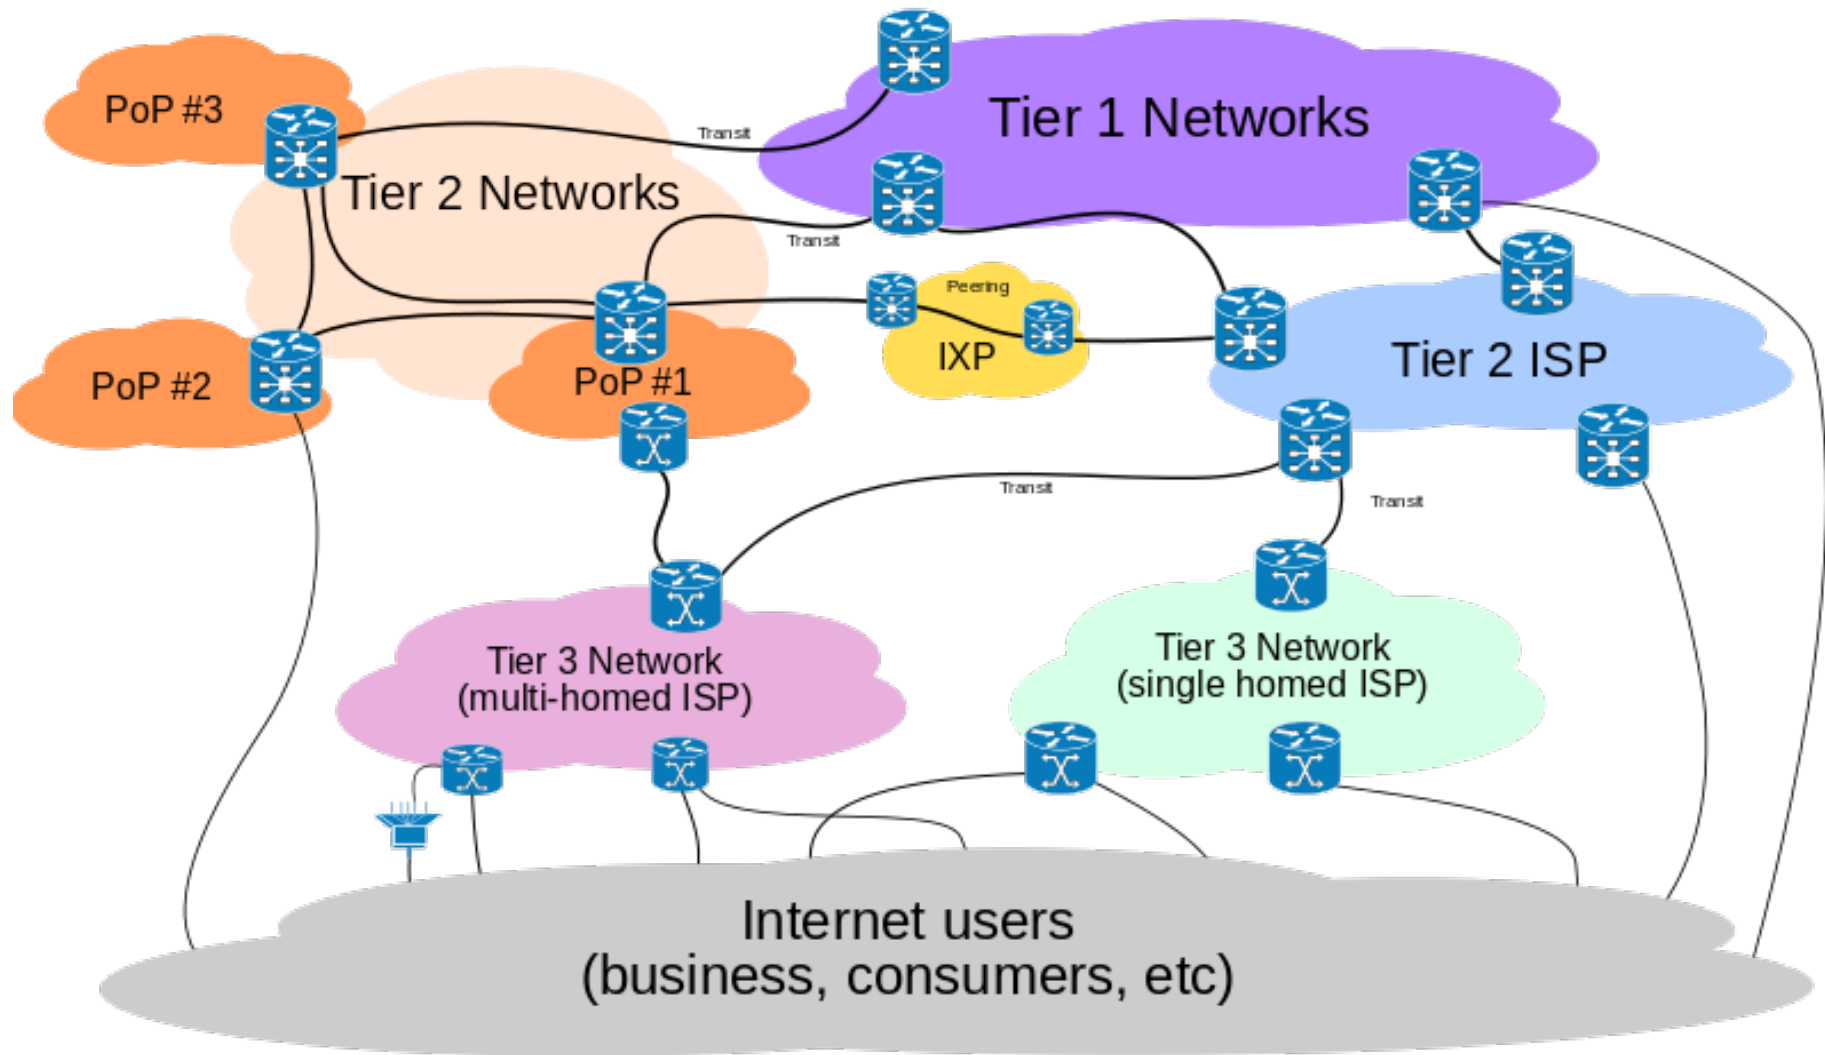 PoP #3
Tier 1 Networks
Transit
Tier 2 Networks
Transit
Peering
IXP
Tier 2 ISP
PoP #2
PoP #1
Transit
Transit
Tier 3 Network
(multi-homed ISP)
Tier 3 Network
(single homed ISP)
Internet users
(business, consumers, etc)